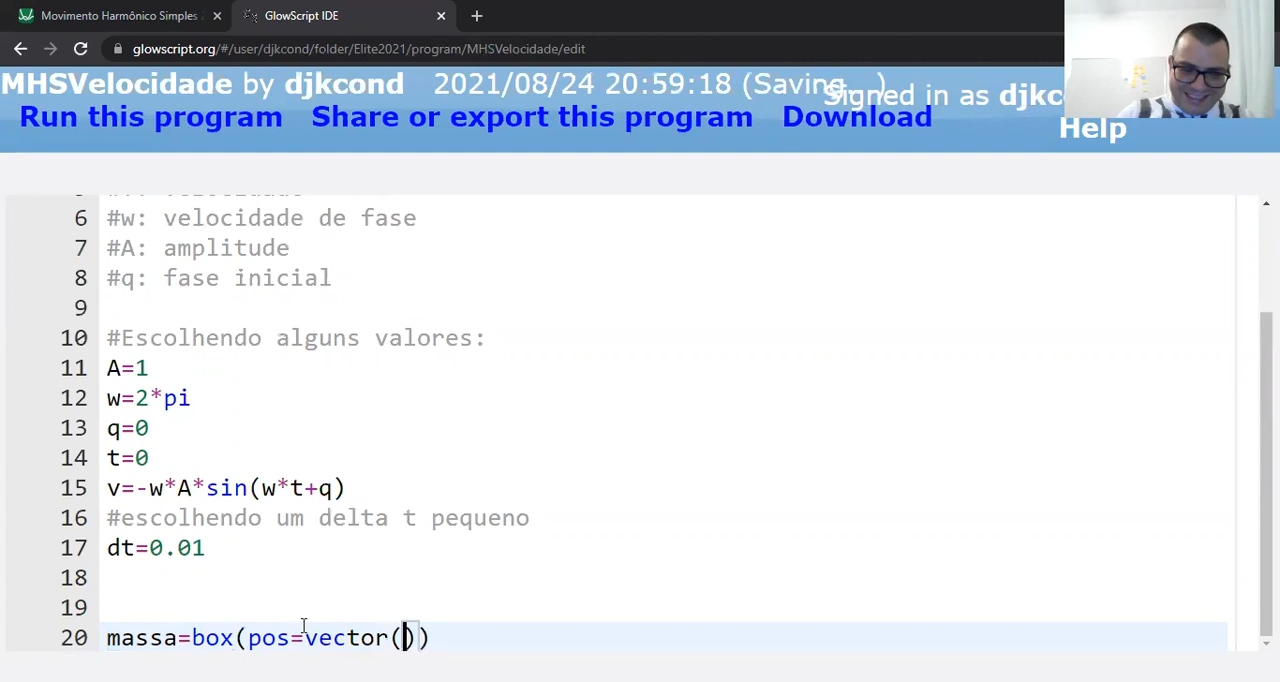 Movimento Harmônico Simples
GlowScript IDE
glowscript.org/#/user/djkcond/folder/Elite2021/program/MHSVelocidade/edit
MHSVelocidade by djkcond 2021/08/24 20:59:18 (Saving...)
Signed in as djkc
Run this program Share or export this program Download
Help
6 #w: velocidade de fase
7 #A: amplitude
8 #q: fase inicial
9
10 #Escolhendo alguns valores:
11 A=1
12 w=2*pi
13 q=0
14 t=0
15 v=-w*A*sin(w*t+q)
16 #escolhendo um delta t pequeno
17 dt=0.01
18
19
20 massa=box(pos=vector())